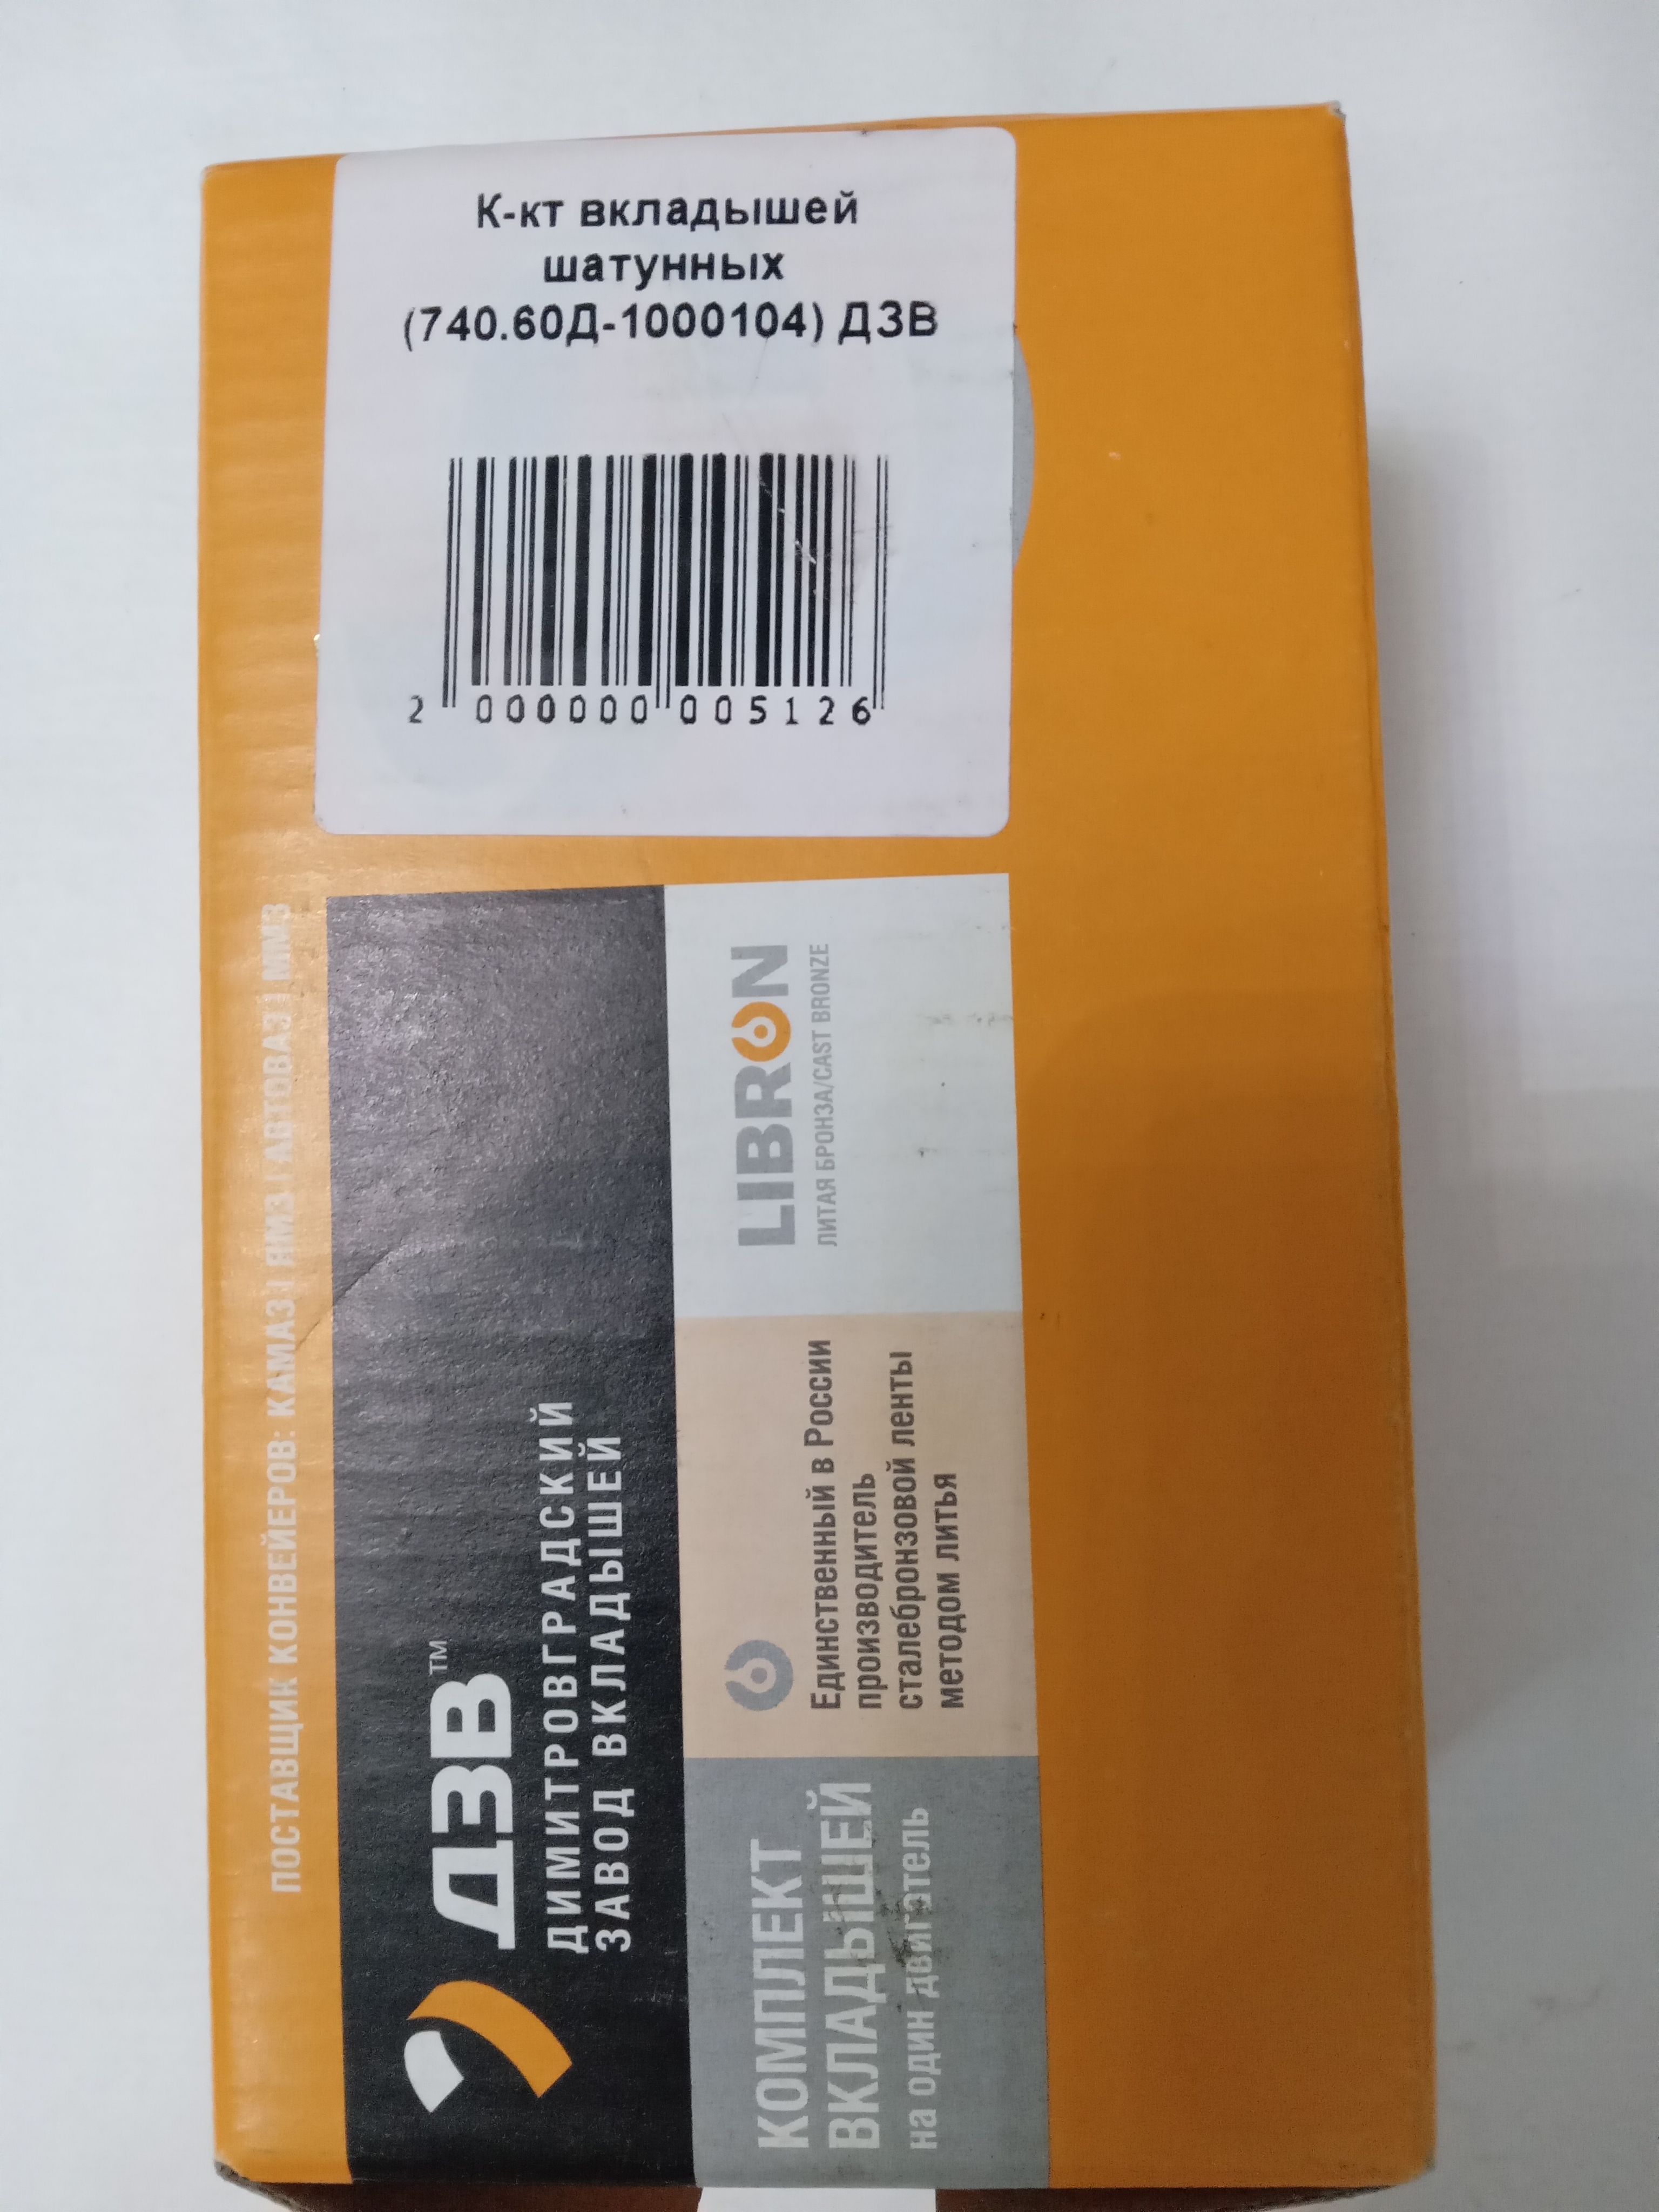 К-кт вкладышей
шатунных
(740.60Д-1000104) ДЗВ
2 000000 005126
ПОСТАВЩИК КОНВЕЙЕРОВ: КАМАЗ | ЯМЗ | АВТОВАЗ | ММЗ
ДЗВ™
ДИМИТРОВГРАДСКИЙ
ЗАВОД ВКЛАДЫШЕЙ
КОМПЛЕКТ
ВКЛАДЫШЕЙ
на один двигатель
Единственный в России
производитель
сталебронзовой ленты
методом литья
LIBRON
ЛИТАЯ БРОНЗА/CAST BRONZE